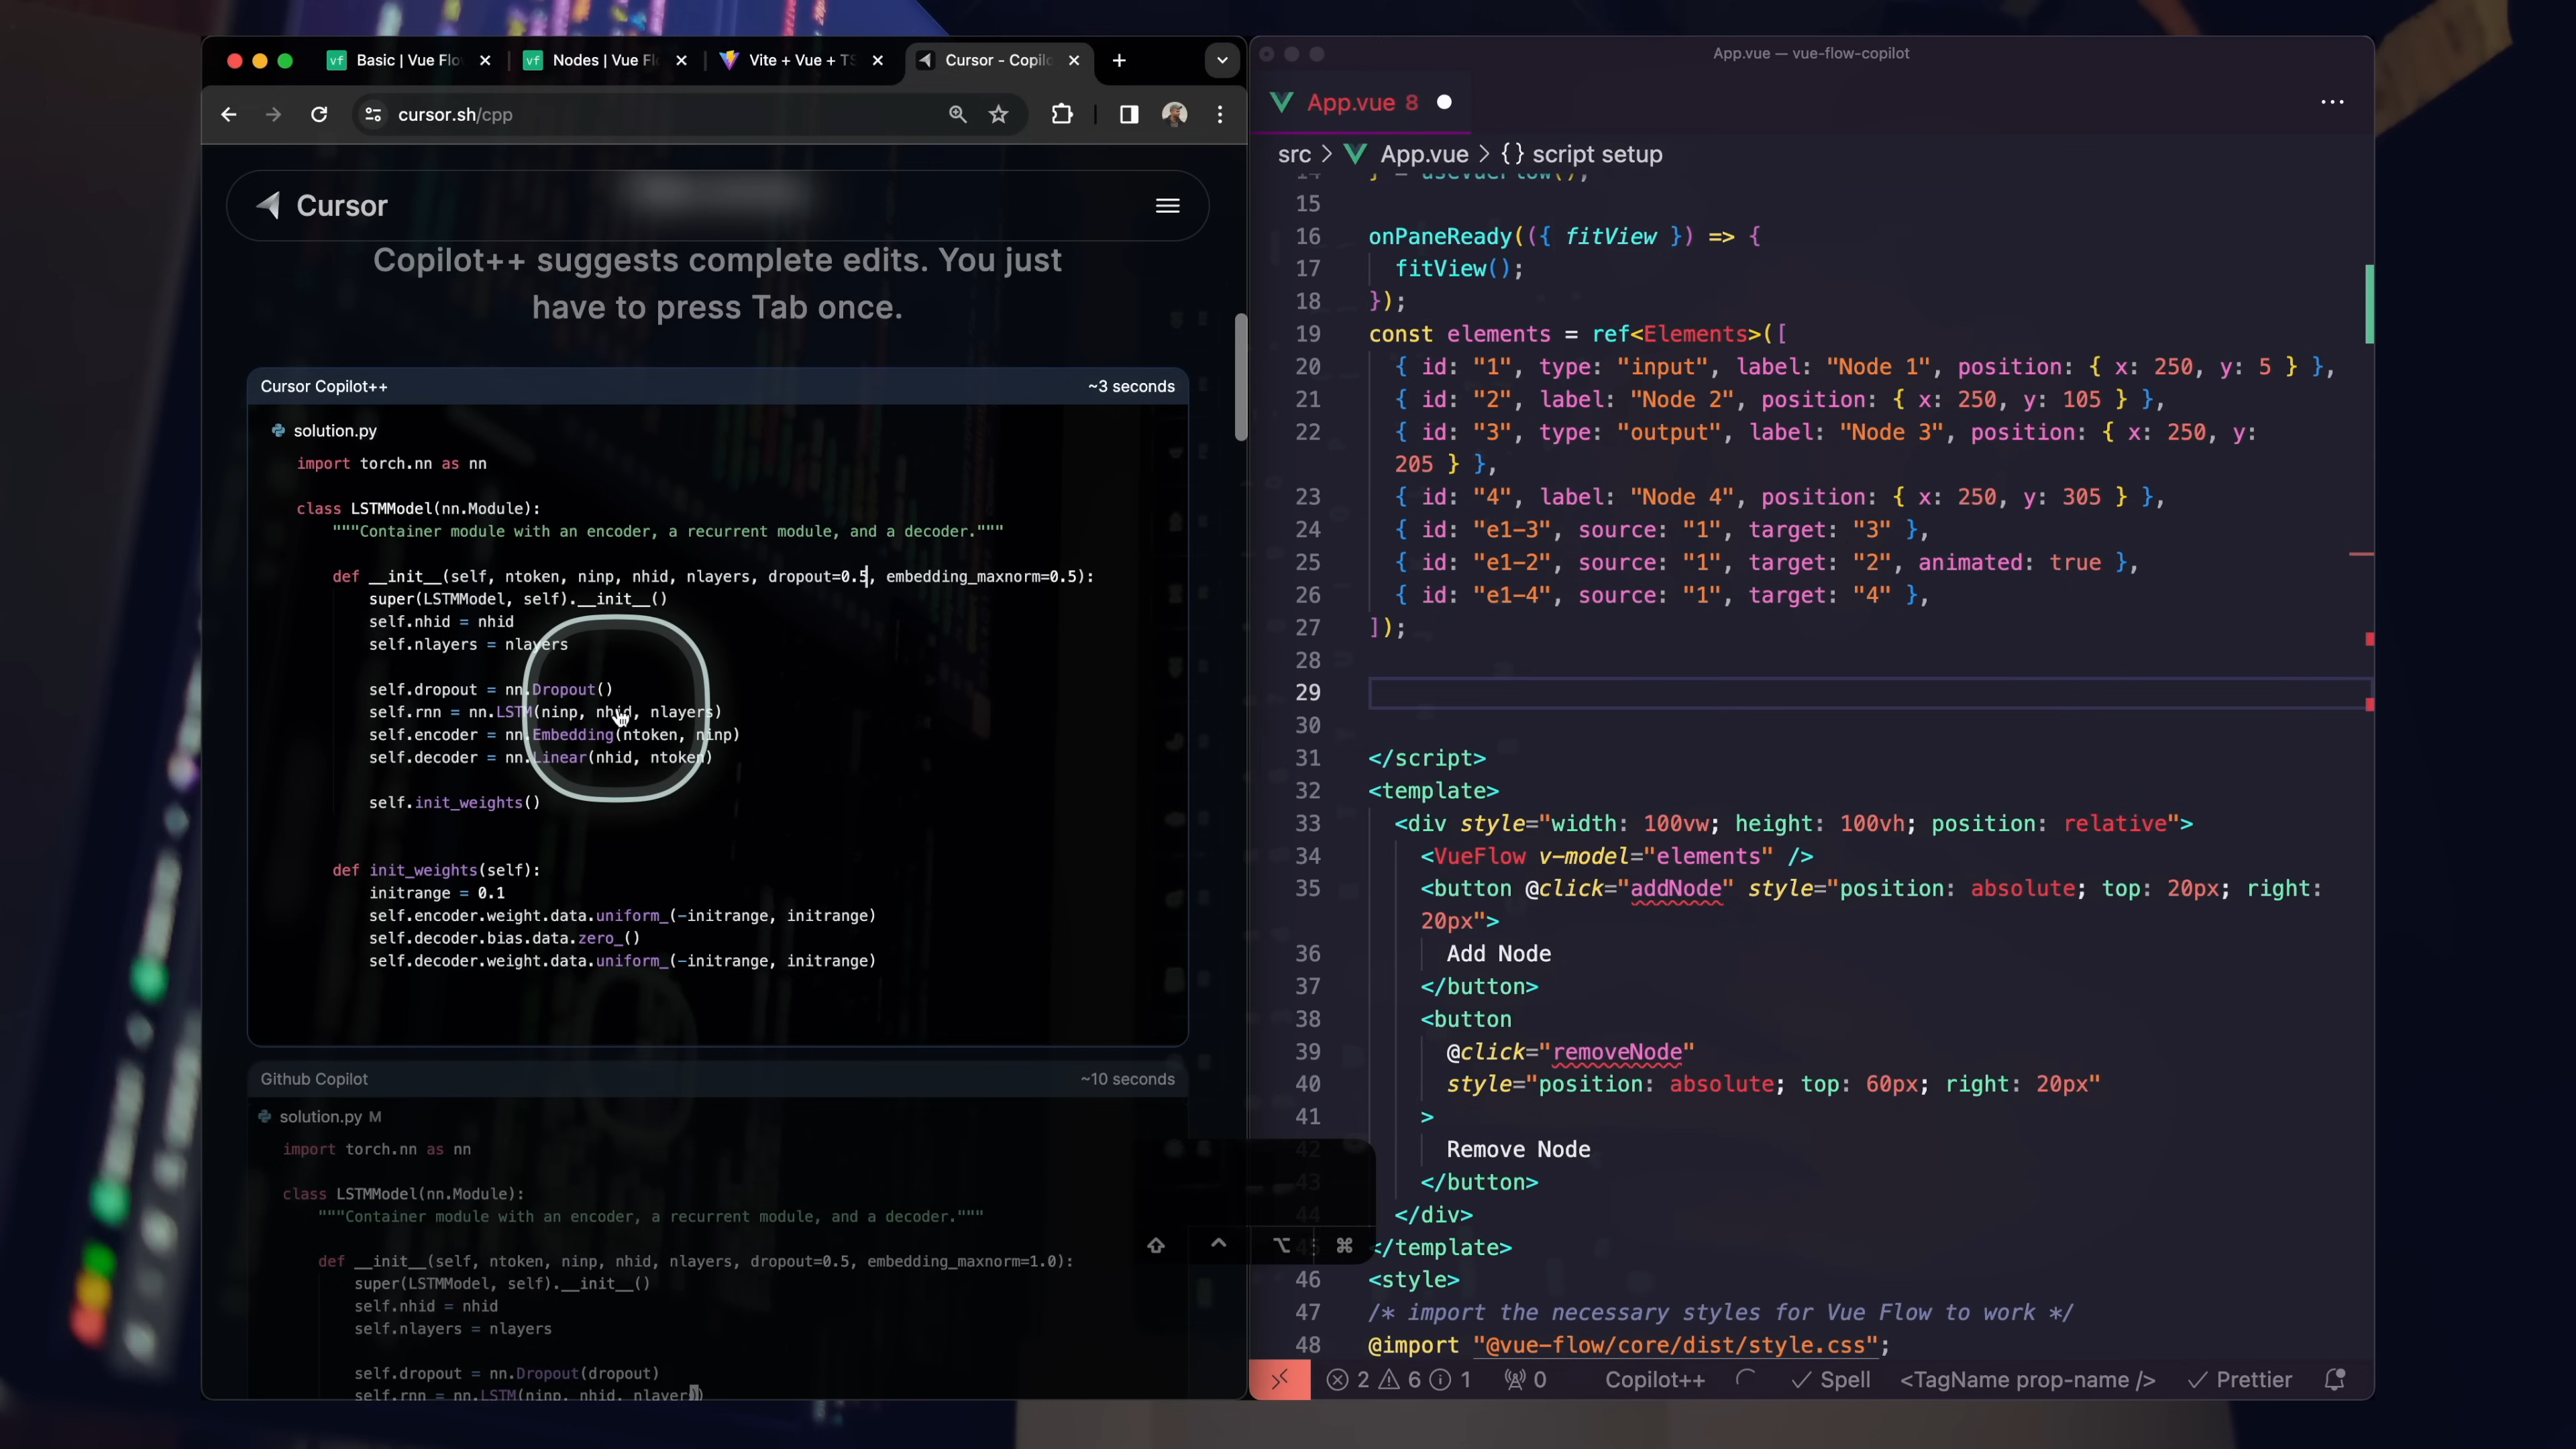 Basic | Vue Flo
Nodes | Vue Fl
Vite + Vue + TS
Cursor - Copilo
cursor.sh/cpp
Cursor
Copilot++ suggests complete edits. You just
have to press Tab once.
Cursor Copilot++ ~3 seconds
solution.py
import torch.nn as nn
class LSTMModel(nn.Module):
"""Container module with an encoder, a recurrent module, and a decoder."""
def __init__(self, ntoken, ninp, nhid, nlayers, dropout=0.5, embedding_maxnorm=0.5):
super(LSTMModel, self).__init__()
self.nhid = nhid
self.nlayers = nlayers
self.dropout = nn.Dropout()
self.rnn = nn.LSTM(ninp, nhid, nlayers)
self.encoder = nn.Embedding(ntoken, ninp)
self.decoder = nn.Linear(nhid, ntoken)
self.init_weights()
def init_weights(self):
initrange = 0.1
self.encoder.weight.data.uniform_(-initrange, initrange)
self.decoder.bias.data.zero_()
self.decoder.weight.data.uniform_(-initrange, initrange)
Github Copilot ~10 seconds
solution.py M
import torch.nn as nn
class LSTMModel(nn.Module):
"""Container module with an encoder, a recurrent module, and a decoder."""
def __init__(self, ntoken, ninp, nhid, nlayers, dropout=0.5, embedding_maxnorm=1.0):
super(LSTMModel, self).__init__()
self.nhid = nhid
self.nlayers = nlayers
self.dropout = nn.Dropout(dropout)
self.rnn = nn.LSTM(ninp, nhid, nlayers)
App.vue — vue-flow-copilot
App.vue 8
src > App.vue > {} script setup
14 } = useVueFlow();
15
16 onPaneReady(({ fitView }) => {
17 fitView();
18 });
19 const elements = ref<Elements>([
20 { id: "1", type: "input", label: "Node 1", position: { x: 250, y: 5 } },
21 { id: "2", label: "Node 2", position: { x: 250, y: 105 } },
22 { id: "3", type: "output", label: "Node 3", position: { x: 250, y:
205 } },
23 { id: "4", label: "Node 4", position: { x: 250, y: 305 } },
24 { id: "e1-3", source: "1", target: "3" },
25 { id: "e1-2", source: "1", target: "2", animated: true },
26 { id: "e1-4", source: "1", target: "4" },
27 ]);
28
29
30
31 </script>
32 <template>
33 <div style="width: 100vw; height: 100vh; position: relative">
34 <VueFlow v-model="elements" />
35 <button @click="addNode" style="position: absolute; top: 20px; right:
20px">
36 Add Node
37 </button>
38 <button
39 @click="removeNode"
40 style="position: absolute; top: 60px; right: 20px"
41 >
42 Remove Node
43 </button>
44 </div>
45 </template>
46 <style>
47 /* import the necessary styles for Vue Flow to work */
48 @import "@vue-flow/core/dist/style.css";
2 6 1 0 Copilot++ Spell <TagName prop-name /> Prettier